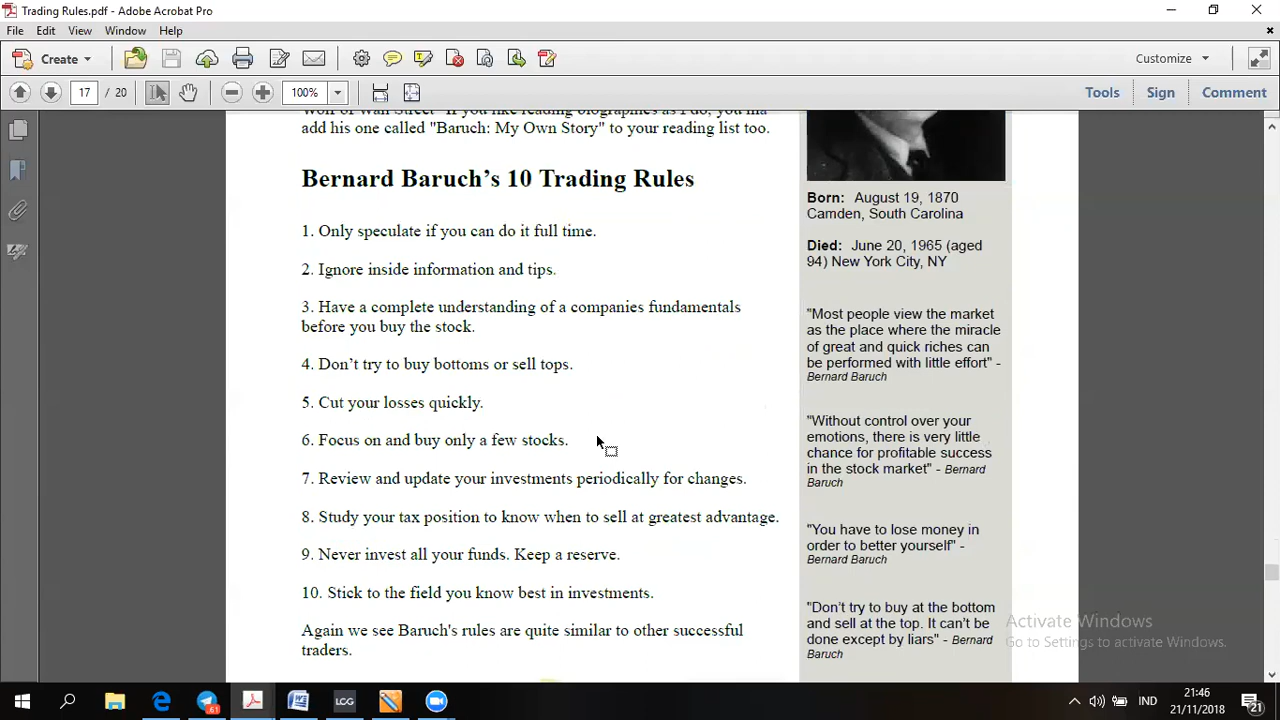 Trading Rules.pdf - Adobe Acrobat Pro
File Edit View Window Help
Create
Customize
17 / 20
100%
Tools Sign Comment
add his one called "Baruch: My Own Story" to your reading list too.
Bernard Baruch's 10 Trading Rules
1. Only speculate if you can do it full time.
2. Ignore inside information and tips.
3. Have a complete understanding of a companies fundamentals
before you buy the stock.
4. Don't try to buy bottoms or sell tops.
5. Cut your losses quickly.
6. Focus on and buy only a few stocks.
7. Review and update your investments periodically for changes.
8. Study your tax position to know when to sell at greatest advantage.
9. Never invest all your funds. Keep a reserve.
10. Stick to the field you know best in investments.
Again we see Baruch's rules are quite similar to other successful
traders.
Born: August 19, 1870
Camden, South Carolina
Died: June 20, 1965 (aged
94) New York City, NY
"Most people view the market
as the place where the miracle
of great and quick riches can
be performed with little effort" -
Bernard Baruch
"Without control over your
emotions, there is very little
chance for profitable success
in the stock market" - Bernard
Baruch
"You have to lose money in
order to better yourself" -
Bernard Baruch
"Don't try to buy at the bottom
and sell at the top. It can't be
done except by liars" - Bernard
Baruch
Activate Windows
Go to Settings to activate Windows.
61
LCG
IND
21:46
21/11/2018
21